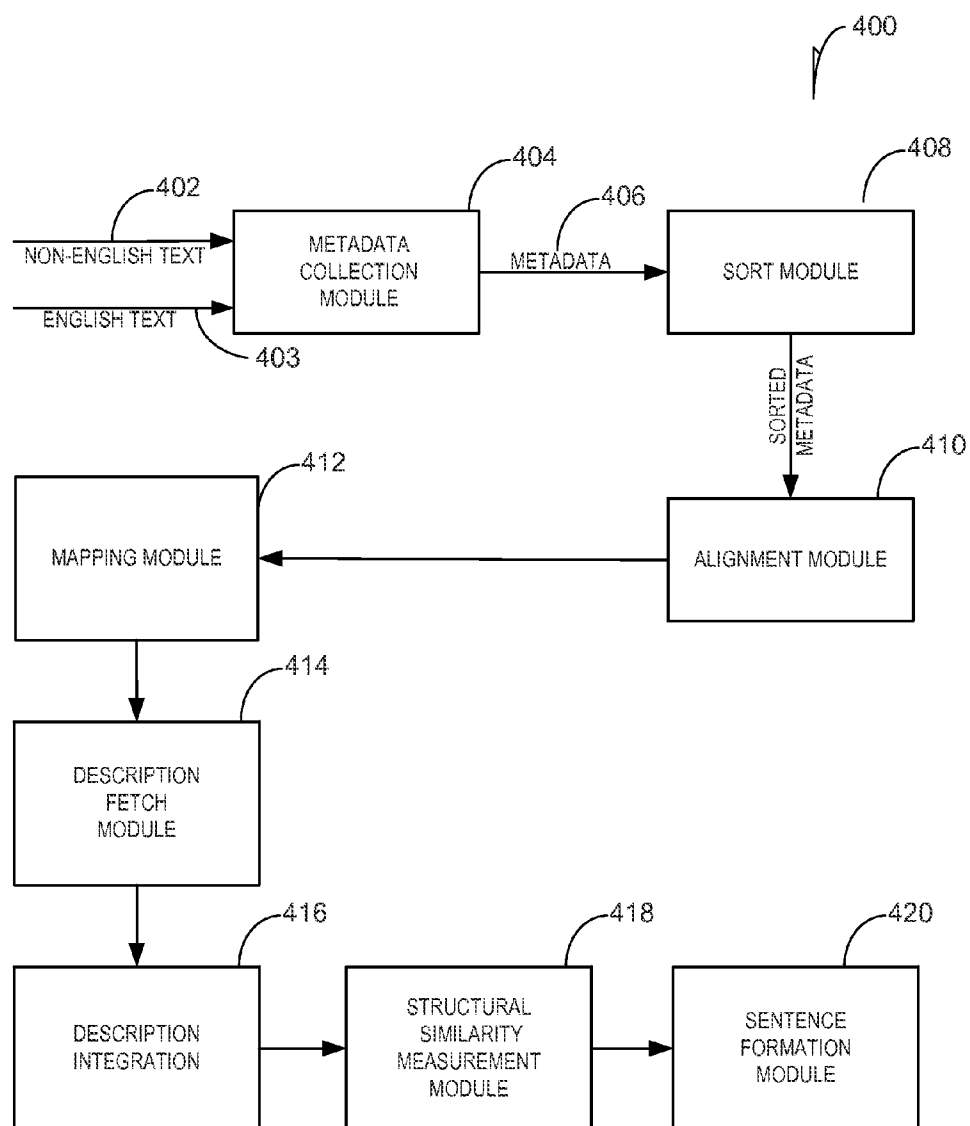 400
404
408
402
406
METADATA
COLLECTION
MODULE
METADATA
SORT MODULE
NON-ENGLISH TEXT
ENGLISH TEXT
403
SORTED
METADATA
412
410
MAPPING MODULE
ALIGNMENT MODULE
414
DESCRIPTION
FETCH
MODULE
416
418
420
DESCRIPTION
INTEGRATION
STRUCTURAL
SIMILARITY
MEASUREMENT
MODULE
SENTENCE
FORMATION
MODULE